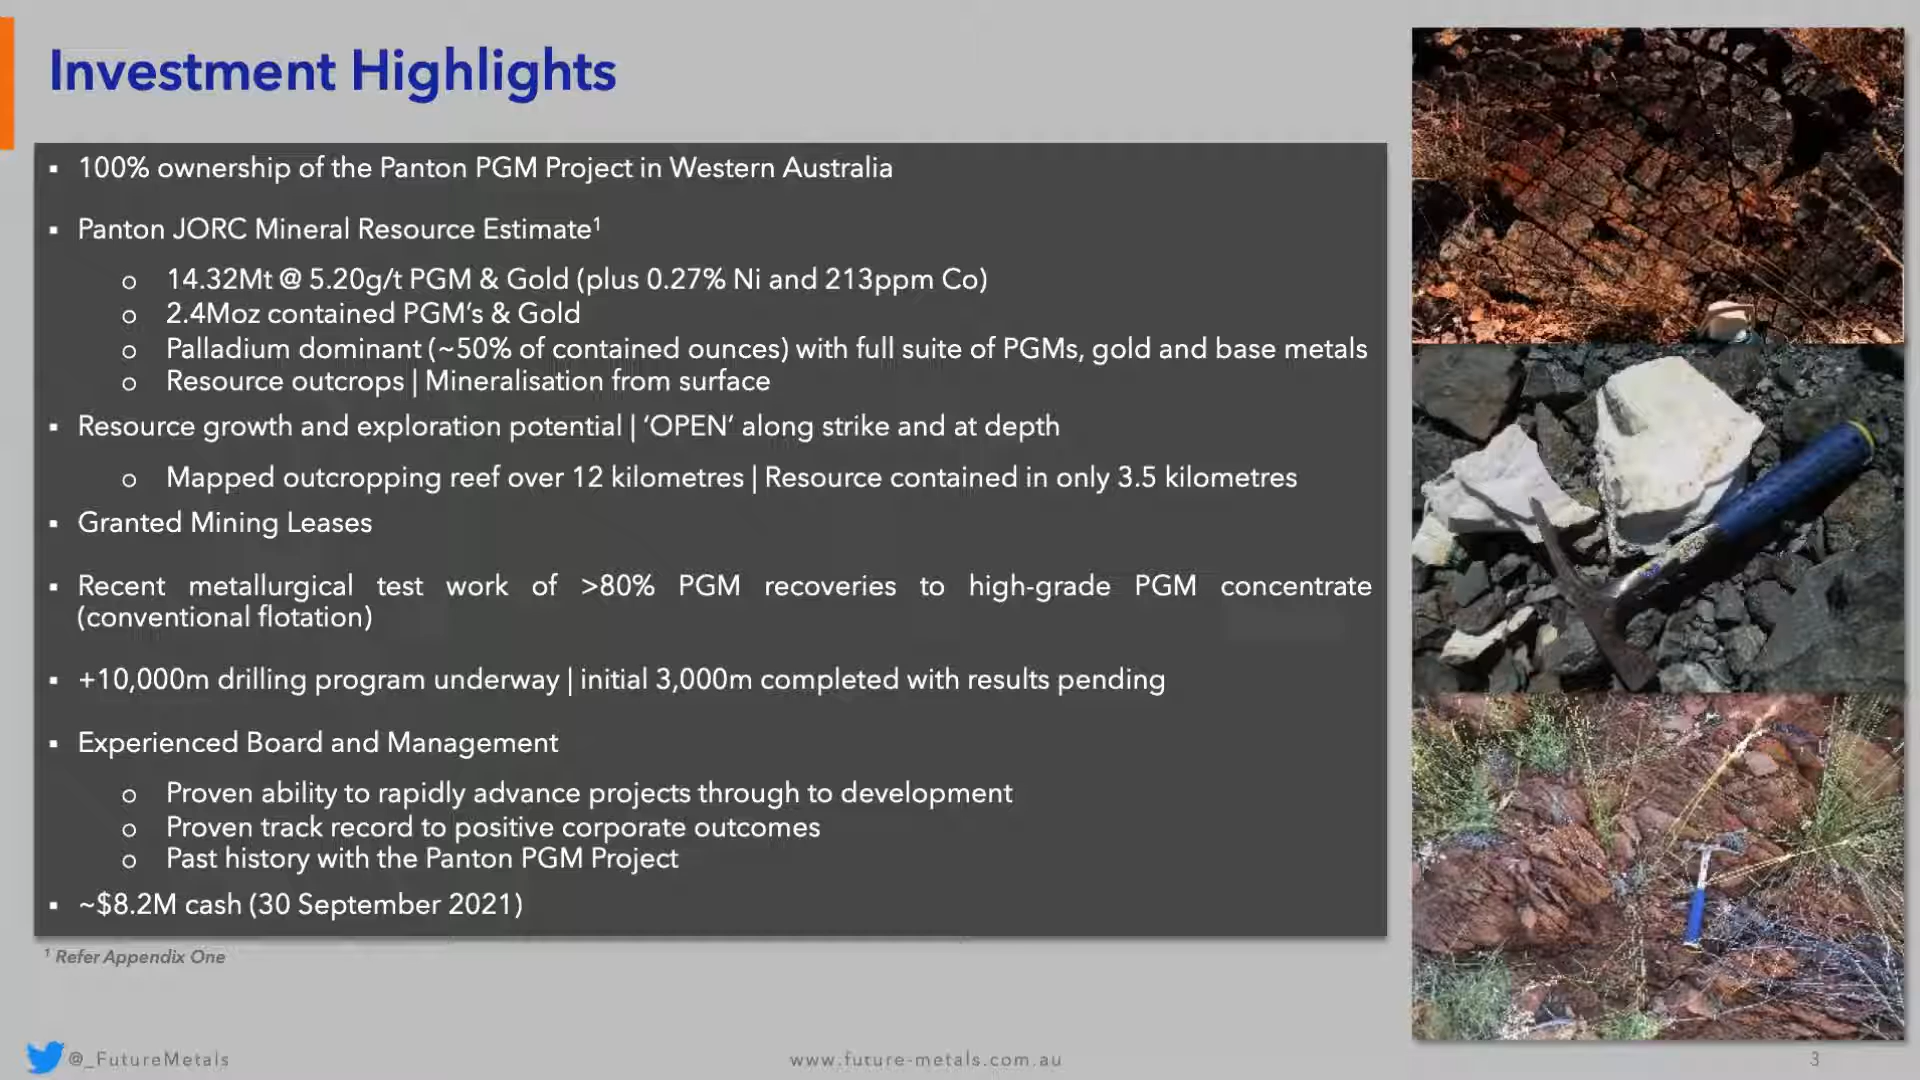 Investment Highlights
▪ 100% ownership of the Panton PGM Project in Western Australia
▪ Panton JORC Mineral Resource Estimate¹
o 14.32Mt @ 5.20g/t PGM & Gold (plus 0.27% Ni and 213ppm Co)
o 2.4Moz contained PGM's & Gold
o Palladium dominant (~50% of contained ounces) with full suite of PGMs, gold and base metals
o Resource outcrops | Mineralisation from surface
▪ Resource growth and exploration potential | ‘OPEN’ along strike and at depth
o Mapped outcropping reef over 12 kilometres | Resource contained in only 3.5 kilometres
▪ Granted Mining Leases
▪ Recent metallurgical test work of >80% PGM recoveries to high-grade PGM concentrate
(conventional flotation)
▪ +10,000m drilling program underway | initial 3,000m completed with results pending
▪ Experienced Board and Management
o Proven ability to rapidly advance projects through to development
o Proven track record to positive corporate outcomes
o Past history with the Panton PGM Project
▪ ~$8.2M cash (30 September 2021)
¹ Refer Appendix One
@_FutureMetals
www.future-metals.com.au
3